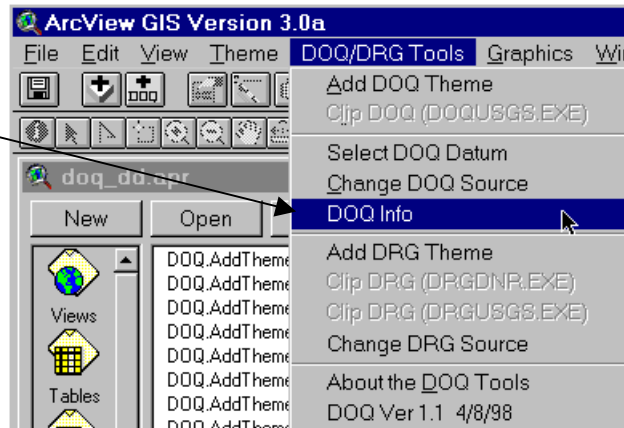 ArcView GIS Version 3.0a
File Edit View Theme DOQ/DRG Tools Graphics
DOQ
doq_dd.apr
New Open
Views
Tables
DOQ.AddTheme
DOQ.AddTheme
DOQ.AddTheme
DOQ.AddTheme
DOQ.AddTheme
DOQ.AddTheme
DOQ.AddTheme
Add DOQ Theme
Clip DOQ (DOQUSGS.EXE)
Select DOQ Datum
Change DOQ Source
DOQ Info
Add DRG Theme
Clip DRG (DRGDNR.EXE)
Clip DRG (DRGUSGS.EXE)
Change DRG Source
About the DOQ Tools
DOQ Ver 1.1 4/8/98